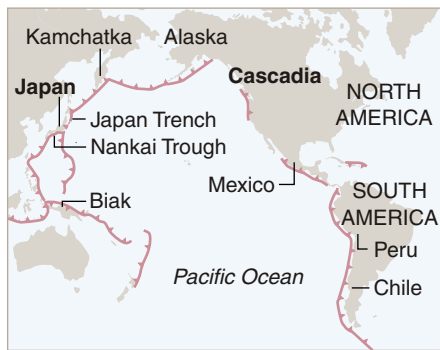 Kamchatka
Alaska
Japan
Cascadia
NORTH
AMERICA
Japan Trench
Nankai Trough
Mexico
Biak
SOUTH
AMERICA
Peru
Pacific Ocean
Chile